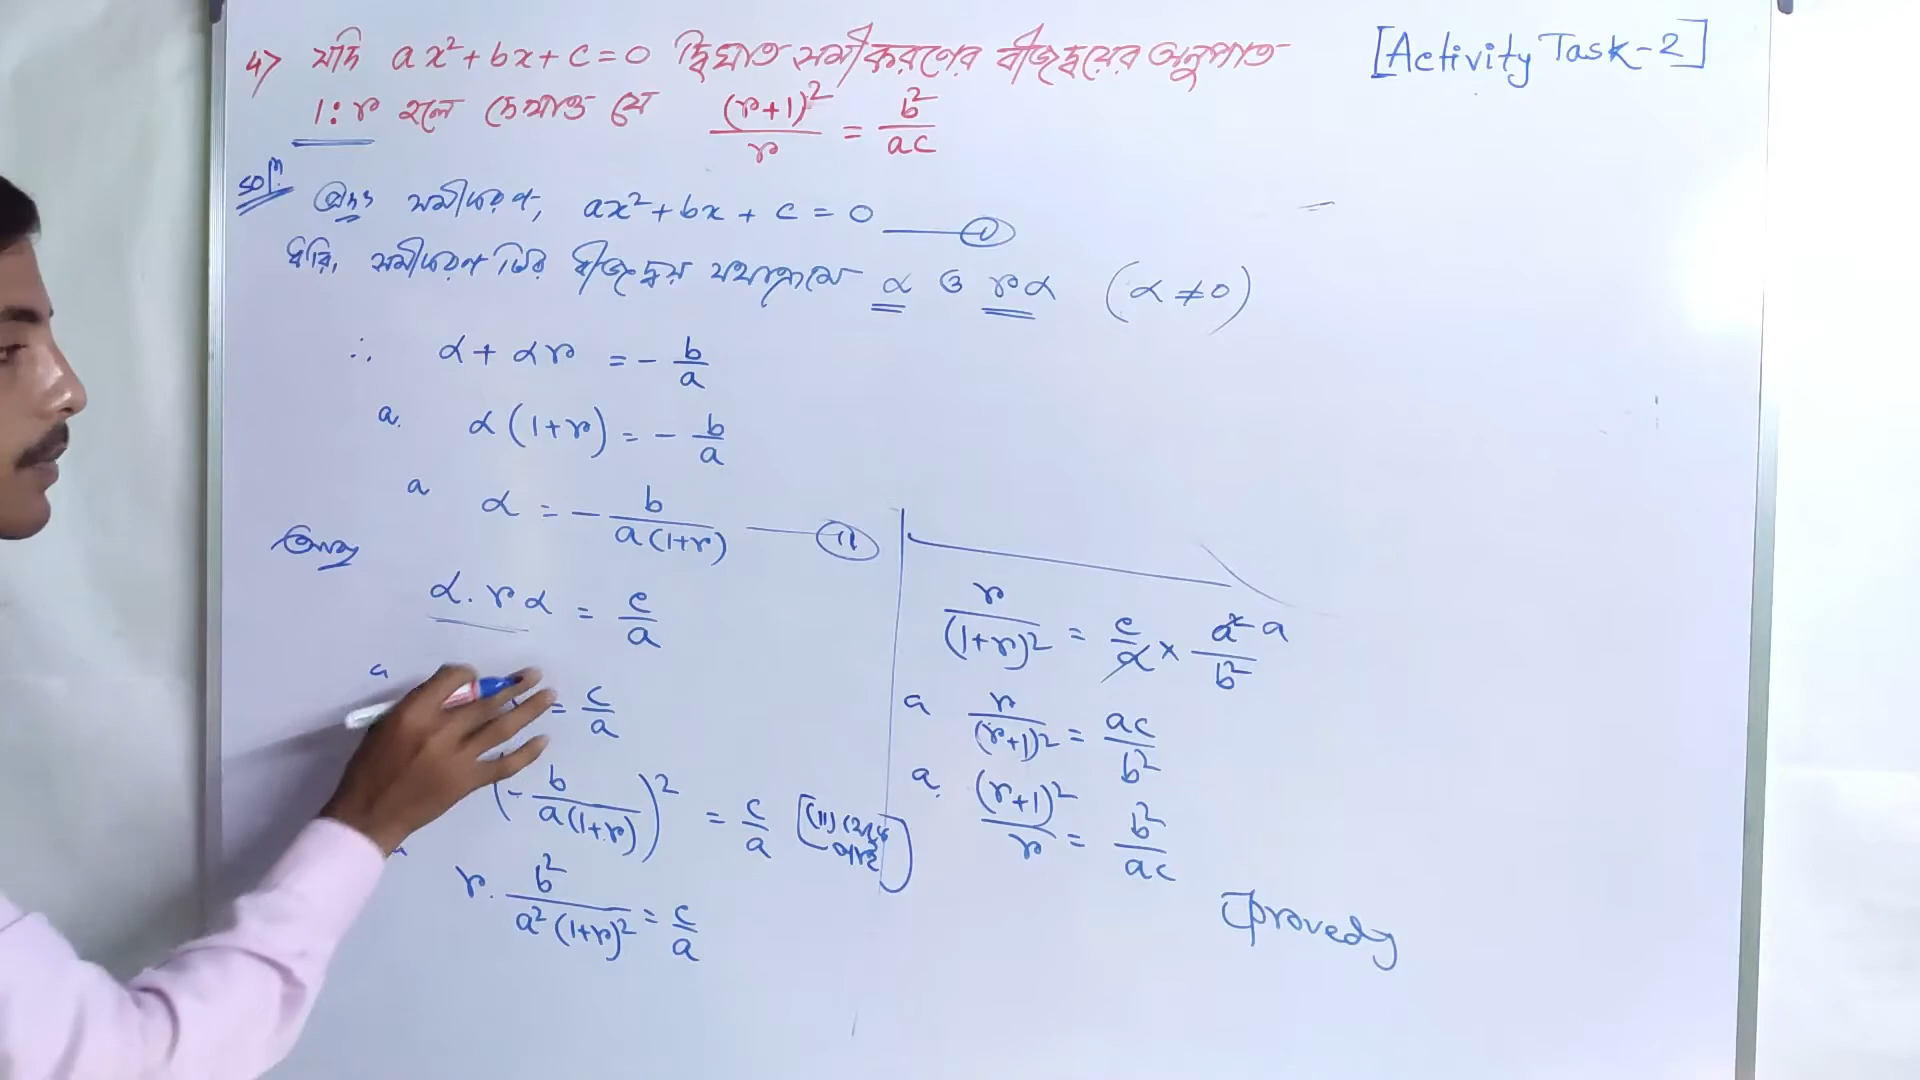 4> যদি ax² + bx + c = 0 দ্বিঘাত সমীকরণের বীজদ্বয়ের অনুপাত
1 : r হলে দেখাও যে (r+1)²/r = b²/ac
[Activity Task-2]
Solⁿ
প্রদত্ত সমীকরণ, ax² + bx + c = 0 —— (i)
ধরি, সমীকরণটির বীজদ্বয় যথাক্রমে α ও rα (α ≠ 0)
∴ α + αr = - b/a
a. α (1+r) = - b/a
a α = - b/a(1+r) —— (ii)
আবার
α . rα = c/a
a = c/a
(- b/a(1+r))² = c/a [(ii) থেকে পাই]
r. b²/a²(1+r)² = c/a
r/(1+r)² = c/a × a² a/b²
a r/(r+1)² = ac/b²
a. (r+1)²/r = b²/ac
(proved)